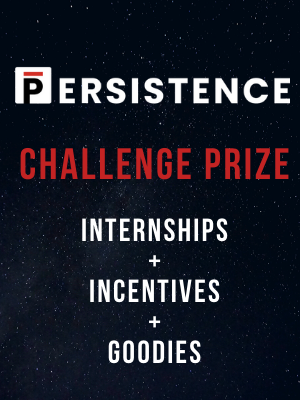 PERSISTENCE
CHALLENGE PRIZE
INTERNSHIPS
+
INCENTIVES
+
GOODIES